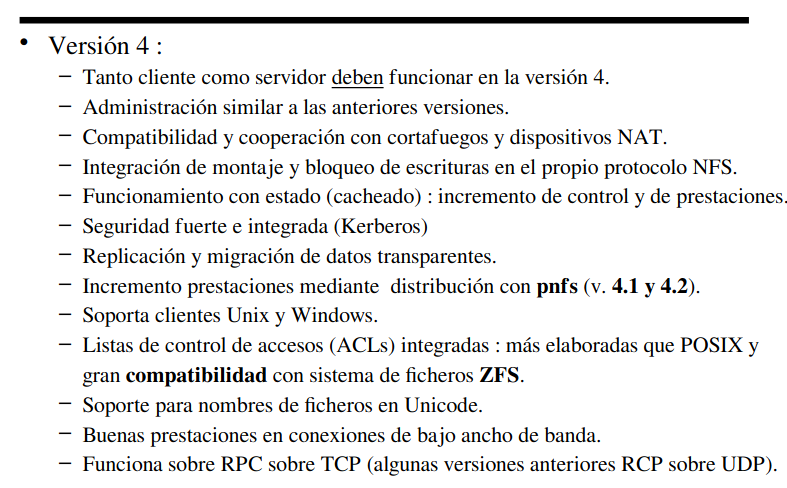 • Versión 4 :
– Tanto cliente como servidor deben funcionar en la versión 4.
– Administración similar a las anteriores versiones.
– Compatibilidad y cooperación con cortafuegos y dispositivos NAT.
– Integración de montaje y bloqueo de escrituras en el propio protocolo NFS.
– Funcionamiento con estado (cacheado) : incremento de control y de prestaciones.
– Seguridad fuerte e integrada (Kerberos)
– Replicación y migración de datos transparentes.
– Incremento prestaciones mediante distribución con pnfs (v. 4.1 y 4.2).
– Soporta clientes Unix y Windows.
– Listas de control de accesos (ACLs) integradas : más elaboradas que POSIX y
gran compatibilidad con sistema de ficheros ZFS.
– Soporte para nombres de ficheros en Unicode.
– Buenas prestaciones en conexiones de bajo ancho de banda.
– Funciona sobre RPC sobre TCP (algunas versiones anteriores RCP sobre UDP).